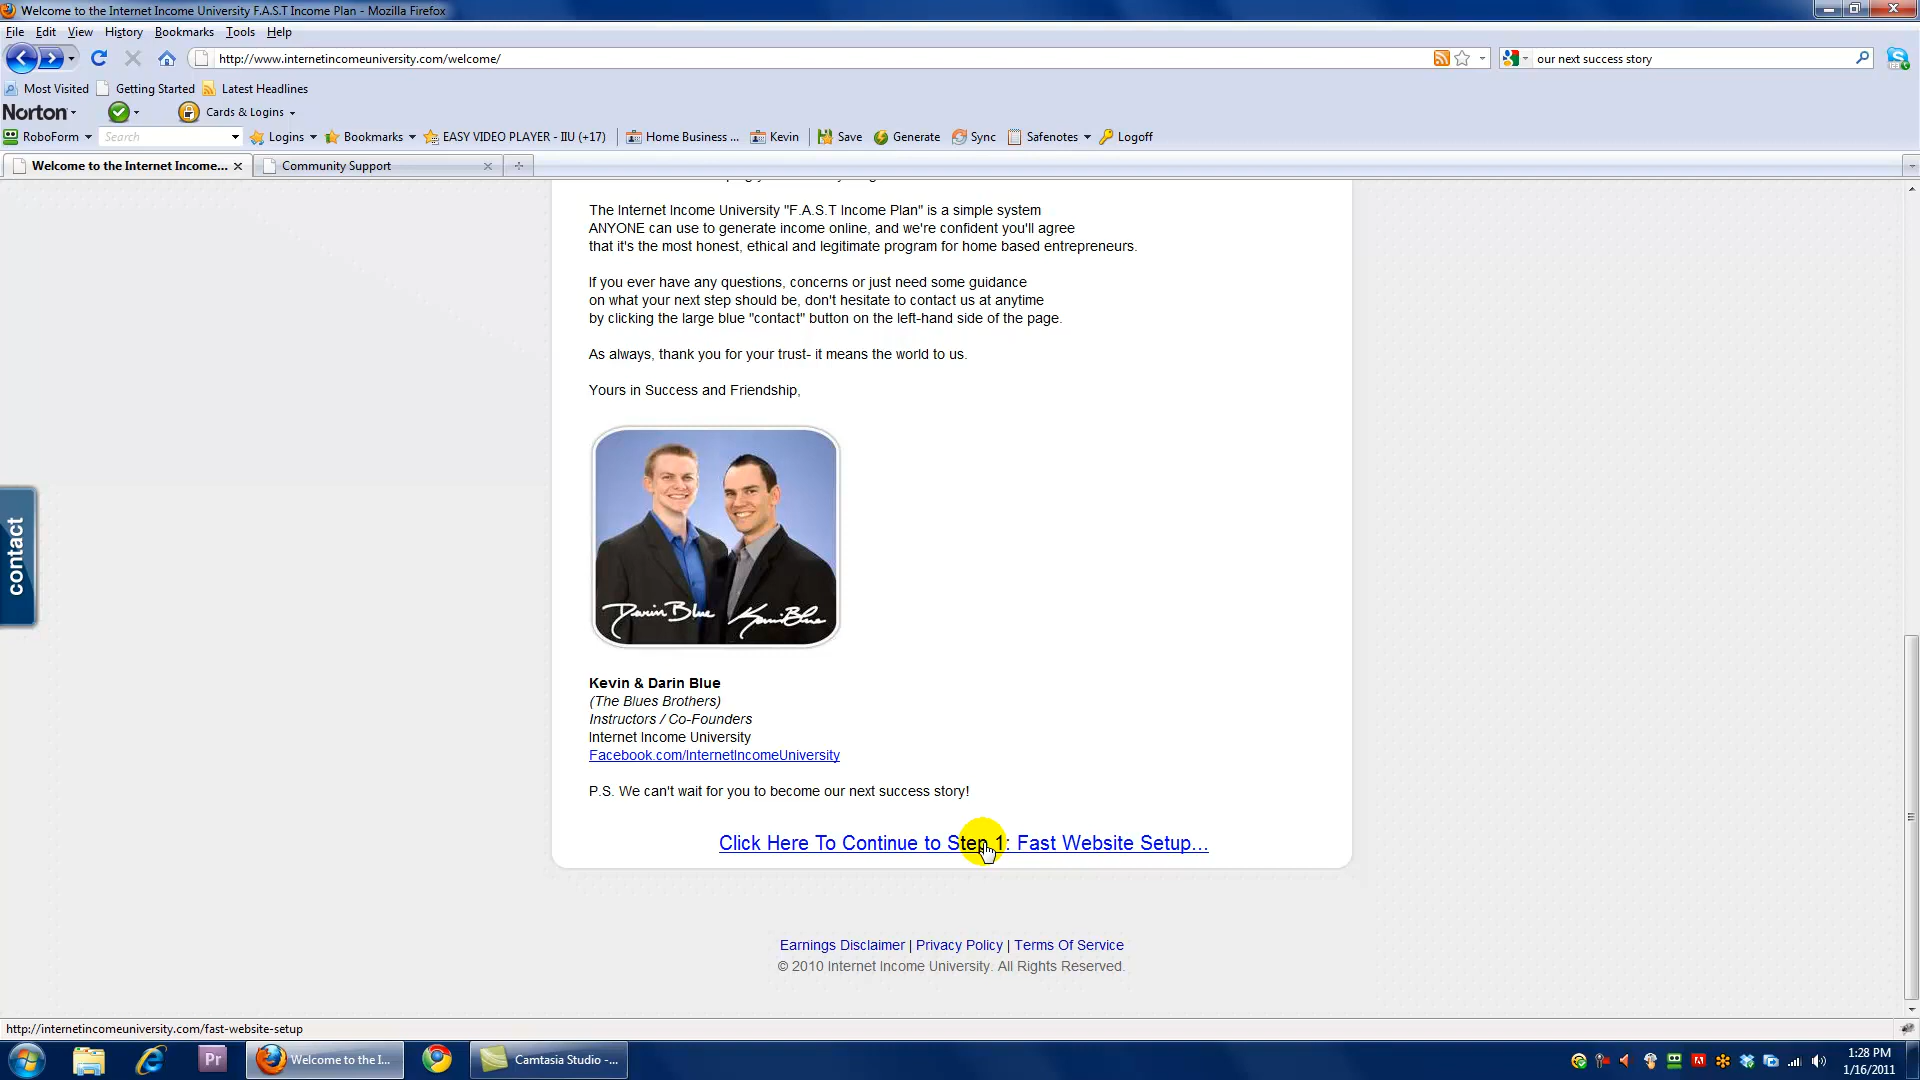 Welcome to the Internet Income University F.A.S.T Income Plan - Mozilla Firefox
File Edit View History Bookmarks Tools Help
http://www.internetincomeuniversity.com/welcome/
our next success story
Most Visited Getting Started Latest Headlines
Norton Cards & Logins
RoboForm Search Logins Bookmarks EASY VIDEO PLAYER - IIU (+17) Home Business ... Kevin Save Generate Sync Safenotes Logoff
Welcome to the Internet Income... Community Support
The Internet Income University "F.A.S.T Income Plan" is a simple system
ANYONE can use to generate income online, and we're confident you'll agree
that it's the most honest, ethical and legitimate program for home based entrepreneurs.
If you ever have any questions, concerns or just need some guidance
on what your next step should be, don't hesitate to contact us at anytime
by clicking the large blue "contact" button on the left-hand side of the page.
As always, thank you for your trust- it means the world to us.
Yours in Success and Friendship,
contact
Darin Blue Kevin Blue
Kevin & Darin Blue
(The Blues Brothers)
Instructors / Co-Founders
Internet Income University
Facebook.com/InternetIncomeUniversity
P.S. We can't wait for you to become our next success story!
Click Here To Continue to Step 1: Fast Website Setup...
Earnings Disclaimer | Privacy Policy | Terms Of Service
© 2010 Internet Income University. All Rights Reserved.
http://internetincomeuniversity.com/fast-website-setup
Pr Welcome to the I... Camtasia Studio -...
1:28 PM
1/16/2011